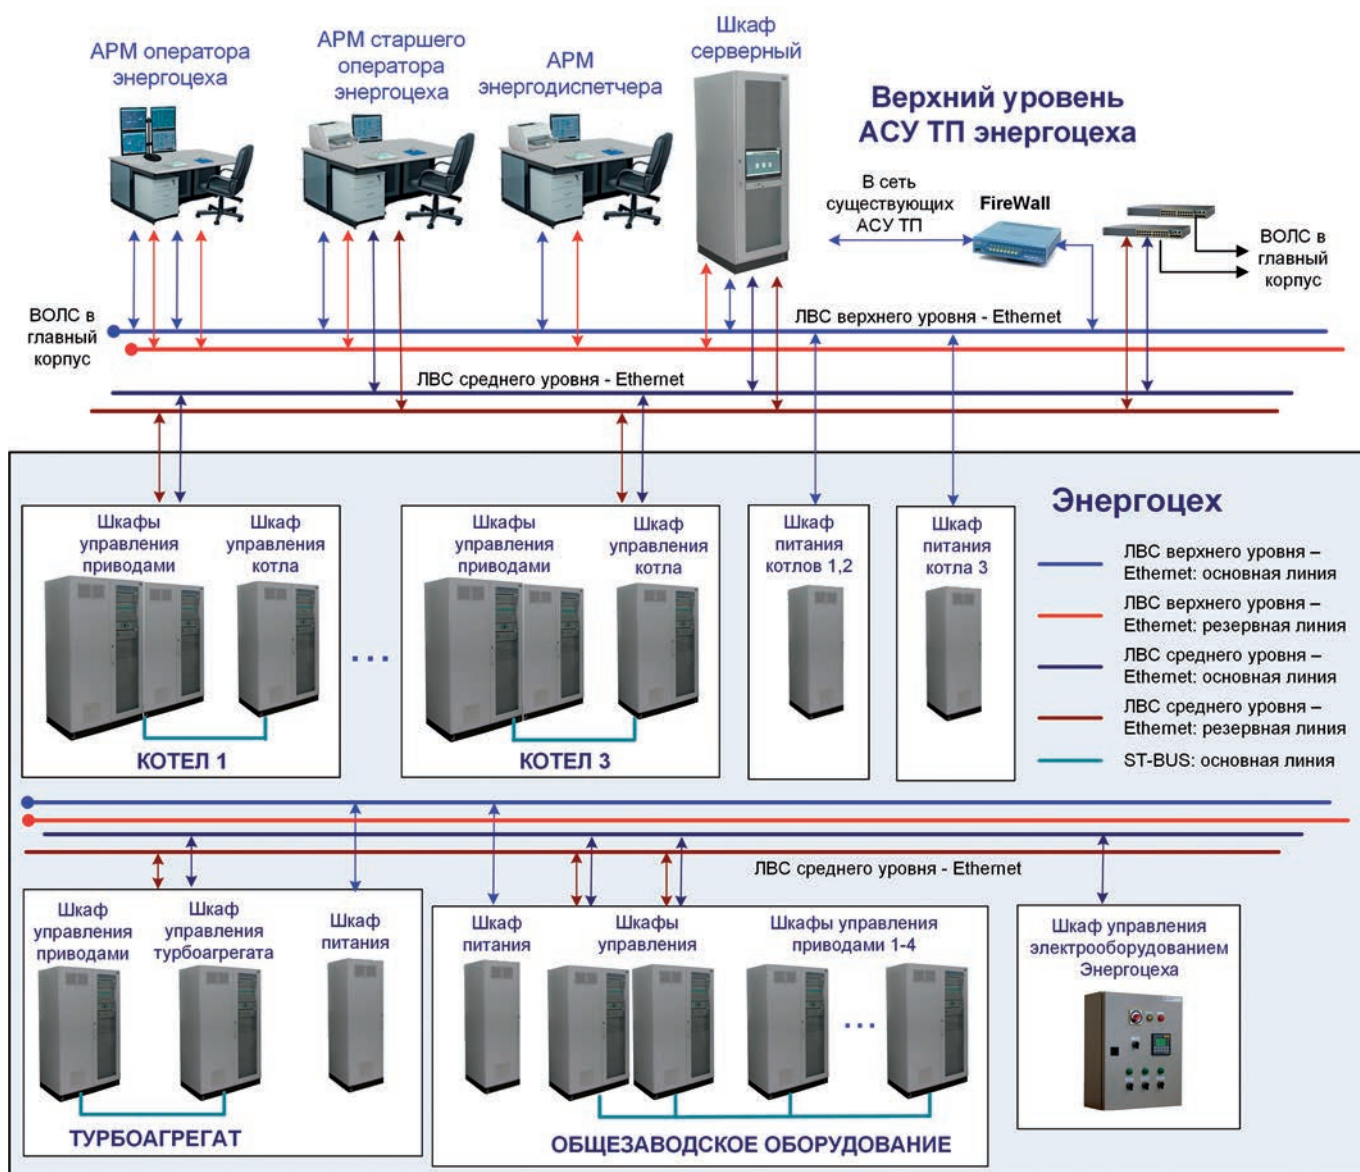 АРМ оператора
энергоцеха
АРМ старшего
оператора
энергоцеха
АРМ
энергодиспетчера
Шкаф
серверный
Верхний уровень
АСУ ТП энергоцеха
В сеть
существующих
АСУ ТП
FireWall
ВОЛС в
главный
корпус
ВОЛС в
главный
корпус
ЛВС верхнего уровня - Ethernet
ЛВС среднего уровня - Ethernet
Шкафы
управления
приводами
Шкаф
управления
котла
КОТЕЛ 1
...
Шкафы
управления
приводами
Шкаф
управления
котла
КОТЕЛ 3
Шкаф
питания
котлов 1,2
Шкаф
питания
котла 3
Энергоцех
ЛВС верхнего уровня –
Ethernet: основная линия
ЛВС верхнего уровня –
Ethernet: резервная линия
ЛВС среднего уровня –
Ethernet: основная линия
ЛВС среднего уровня –
Ethernet: резервная линия
ST-BUS: основная линия
ЛВС среднего уровня - Ethernet
Шкаф
управления
приводами
Шкаф
управления
турбоагрегата
Шкаф
питания
ТУРБОАГРЕГАТ
Шкаф
питания
Шкафы
управления
Шкафы управления
приводами 1-4
...
ОБЩЕЗАВОДСКОЕ ОБОРУДОВАНИЕ
Шкаф управления
электрооборудованием
Энергоцеха